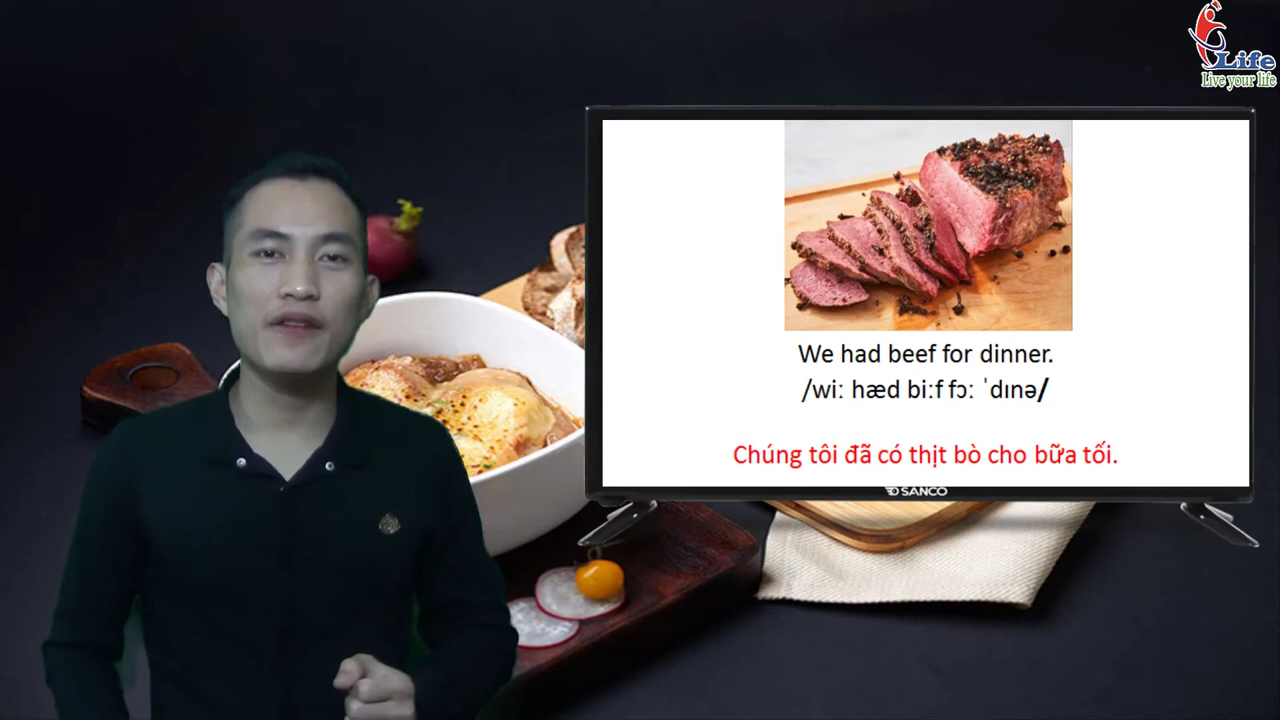 Life
Live your life
We had beef for dinner.
/wiː hæd biːf fɔː ˈdɪnə/
Chúng tôi đã có thịt bò cho bữa tối.
SANCO